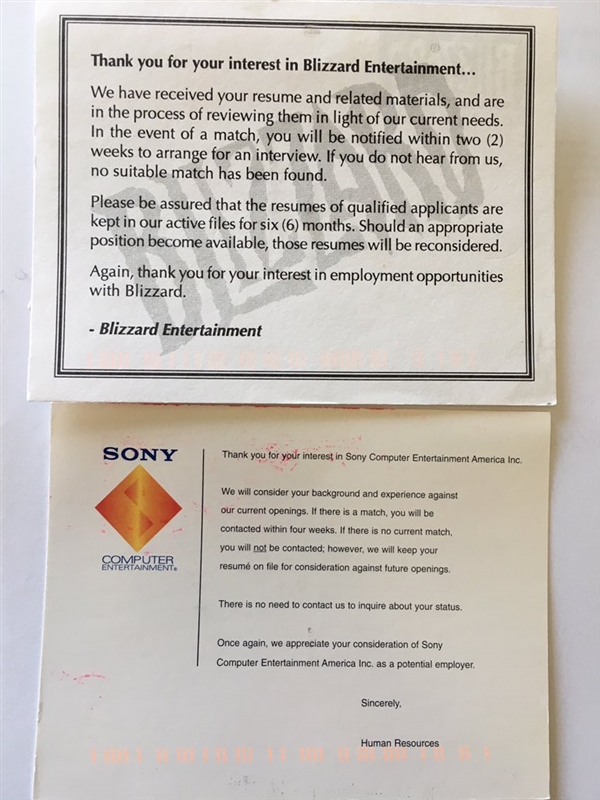 Thank you for your interest in Blizzard Entertainment...
We have received your resume and related materials, and are
in the process of reviewing them in light of our current needs.
In the event of a match, you will be notified within two (2)
weeks to arrange for an interview. If you do not hear from us,
no suitable match has been found.
Please be assured that the resumes of qualified applicants are
kept in our active files for six (6) months. Should an appropriate
position become available, those resumes will be reconsidered.
Again, thank you for your interest in employment opportunities
with Blizzard.
- Blizzard Entertainment
BLIZZARD
SONY
COMPUTER
ENTERTAINMENT®
Thank you for your interest in Sony Computer Entertainment America Inc.
We will consider your background and experience against
our current openings. If there is a match, you will be
contacted within four weeks. If there is no current match,
you will not be contacted; however, we will keep your
resumé on file for consideration against future openings.
There is no need to contact us to inquire about your status.
Once again, we appreciate your consideration of Sony
Computer Entertainment America Inc. as a potential employer.
Sincerely,
Human Resources